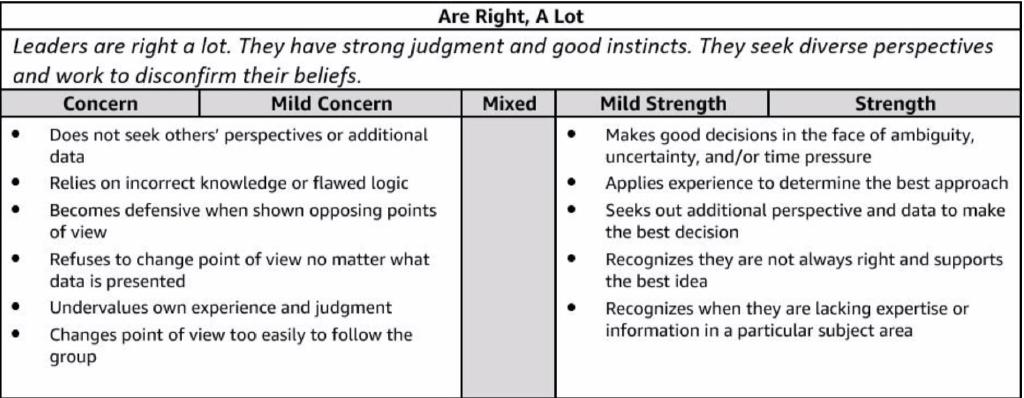 Are Right, A Lot
Leaders are right a lot. They have strong judgment and good instincts. They seek diverse perspectives
and work to disconfirm their beliefs.
Concern Mild Concern Mixed Mild Strength Strength
• Does not seek others' perspectives or additional
data
• Relies on incorrect knowledge or flawed logic
• Becomes defensive when shown opposing points
of view
• Refuses to change point of view no matter what
data is presented
• Undervalues own experience and judgment
• Changes point of view too easily to follow the
group
• Makes good decisions in the face of ambiguity,
uncertainty, and/or time pressure
• Applies experience to determine the best approach
• Seeks out additional perspective and data to make
the best decision
• Recognizes they are not always right and supports
the best idea
• Recognizes when they are lacking expertise or
information in a particular subject area